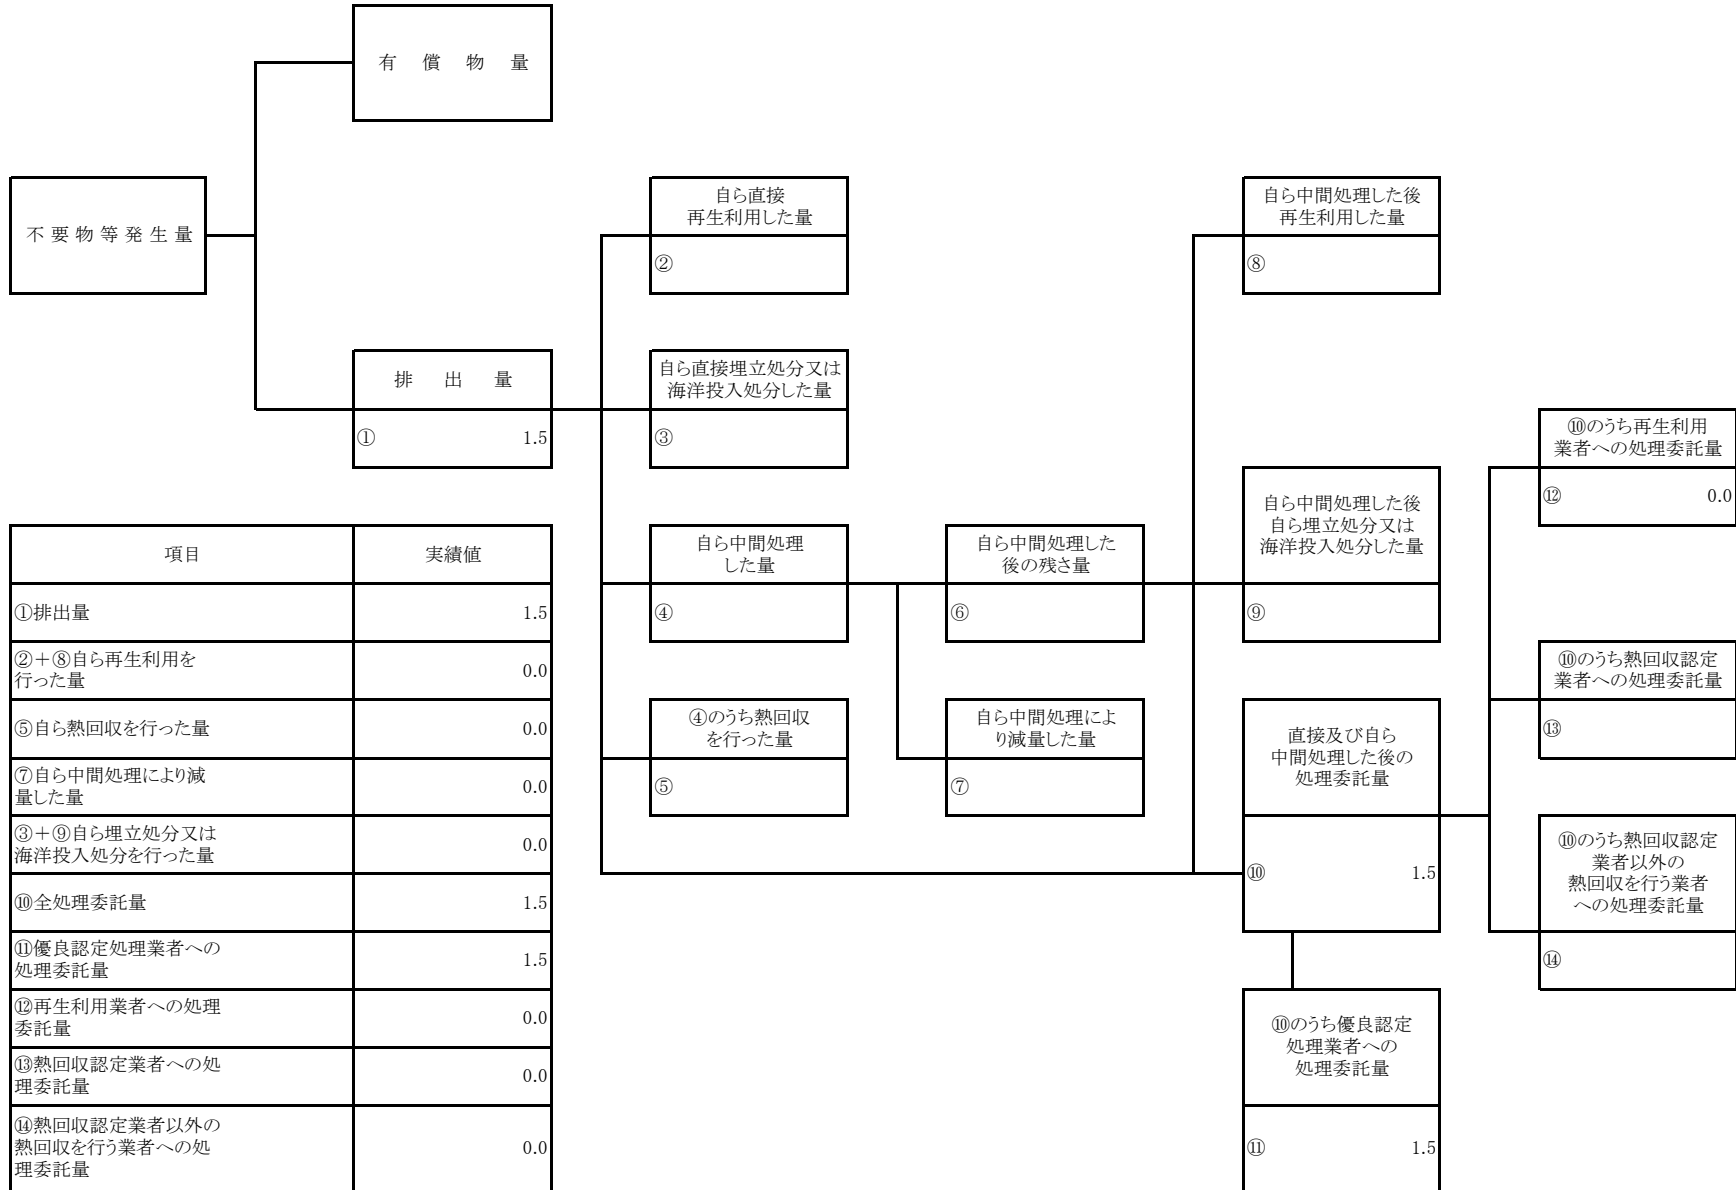 有償物量
不要物等発生量
自ら直接
再生利用した量
②
自ら中間処理した後
再生利用した量
⑧
排出量
① 1.5
自ら直接埋立処分又は
海洋投入処分した量
③
⑩のうち再生利用
業者への処理委託量
⑫ 0.0
自ら中間処理
した量
④
自ら中間処理した
後の残さ量
⑥
自ら中間処理した後
自ら埋立処分又は
海洋投入処分した量
⑨
⑩のうち熱回収認定
業者への処理委託量
⑬
④のうち熱回収
を行った量
⑤
自ら中間処理によ
り減量した量
⑦
直接及び自ら
中間処理した後の
処理委託量
⑩ 1.5
⑩のうち熱回収認定
業者以外の
熱回収を行う業者
への処理委託量
⑭
⑩のうち優良認定
処理業者への
処理委託量
⑪ 1.5
項目 実績値
①排出量 1.5
②＋⑧自ら再生利用を
行った量 0.0
⑤自ら熱回収を行った量 0.0
⑦自ら中間処理により減
量した量 0.0
③＋⑨自ら埋立処分又は
海洋投入処分を行った量 0.0
⑩全処理委託量 1.5
⑪優良認定処理業者への
処理委託量 1.5
⑫再生利用業者への処理
委託量 0.0
⑬熱回収認定業者への処
理委託量 0.0
⑭熱回収認定業者以外の
熱回収を行う業者への処
理委託量 0.0